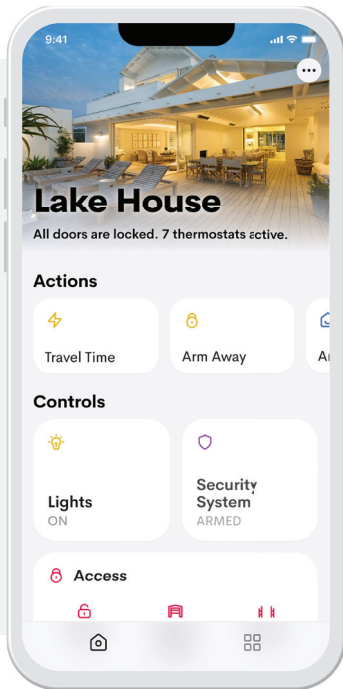 9:41
Lake House
All doors are locked. 7 thermostats active.
Actions
Travel Time
Arm Away
Controls
Lights
ON
Security
System
ARMED
Access